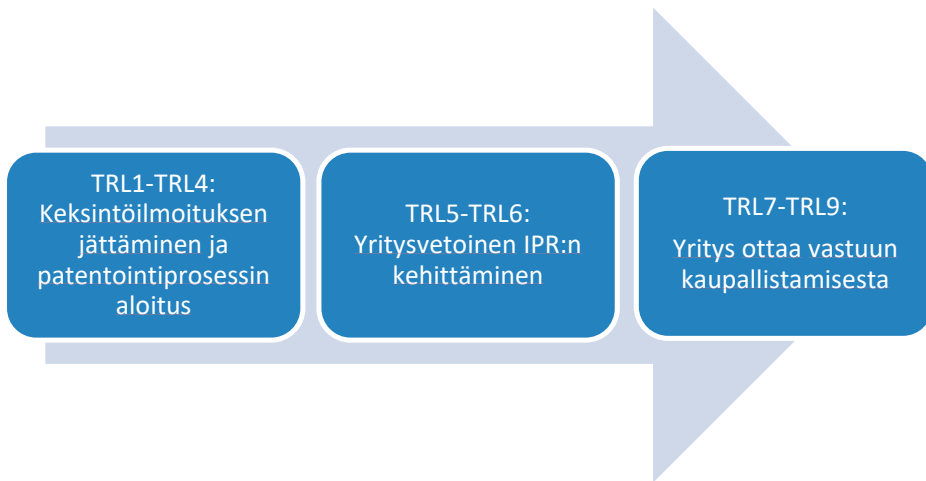 TRL1-TRL4:
Keksintöilmoituksen
jättäminen ja
patentointiprosessin
aloitus
TRL5-TRL6:
Yritysvetoinen IPR:n
kehittäminen
TRL7-TRL9:
Yritys ottaa vastuun
kaupallistamisesta